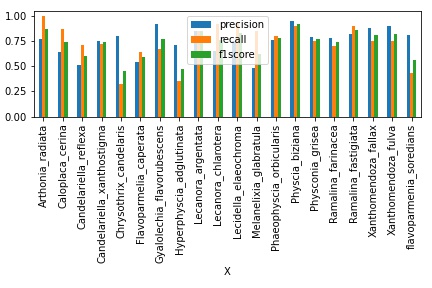 1.00
0.75
0.50
0.25
0.00
precision
recall
f1score
Arthonia_radiata
Caloplaca_cerina
Candelariella_reflexa
Candelariella_xanthostigma
Chrysothrix_candelaris
Flavoparmelia_caperata
Gyalolechia_flavorubescens
Hyperphyscia_adglutinata
Lecanora_argentata
Lecanora_chlarotera
Lecidella_elaeochroma
Melanelixia_glabratula
Phaeophyscia_orbicularis
Physcia_biziana
Physconia_grisea
Ramalina_farinacea
Ramalina_fastigiata
Xanthomendoza_fallax
Xanthomendoza_fulva
flavoparmenia_soredians
X